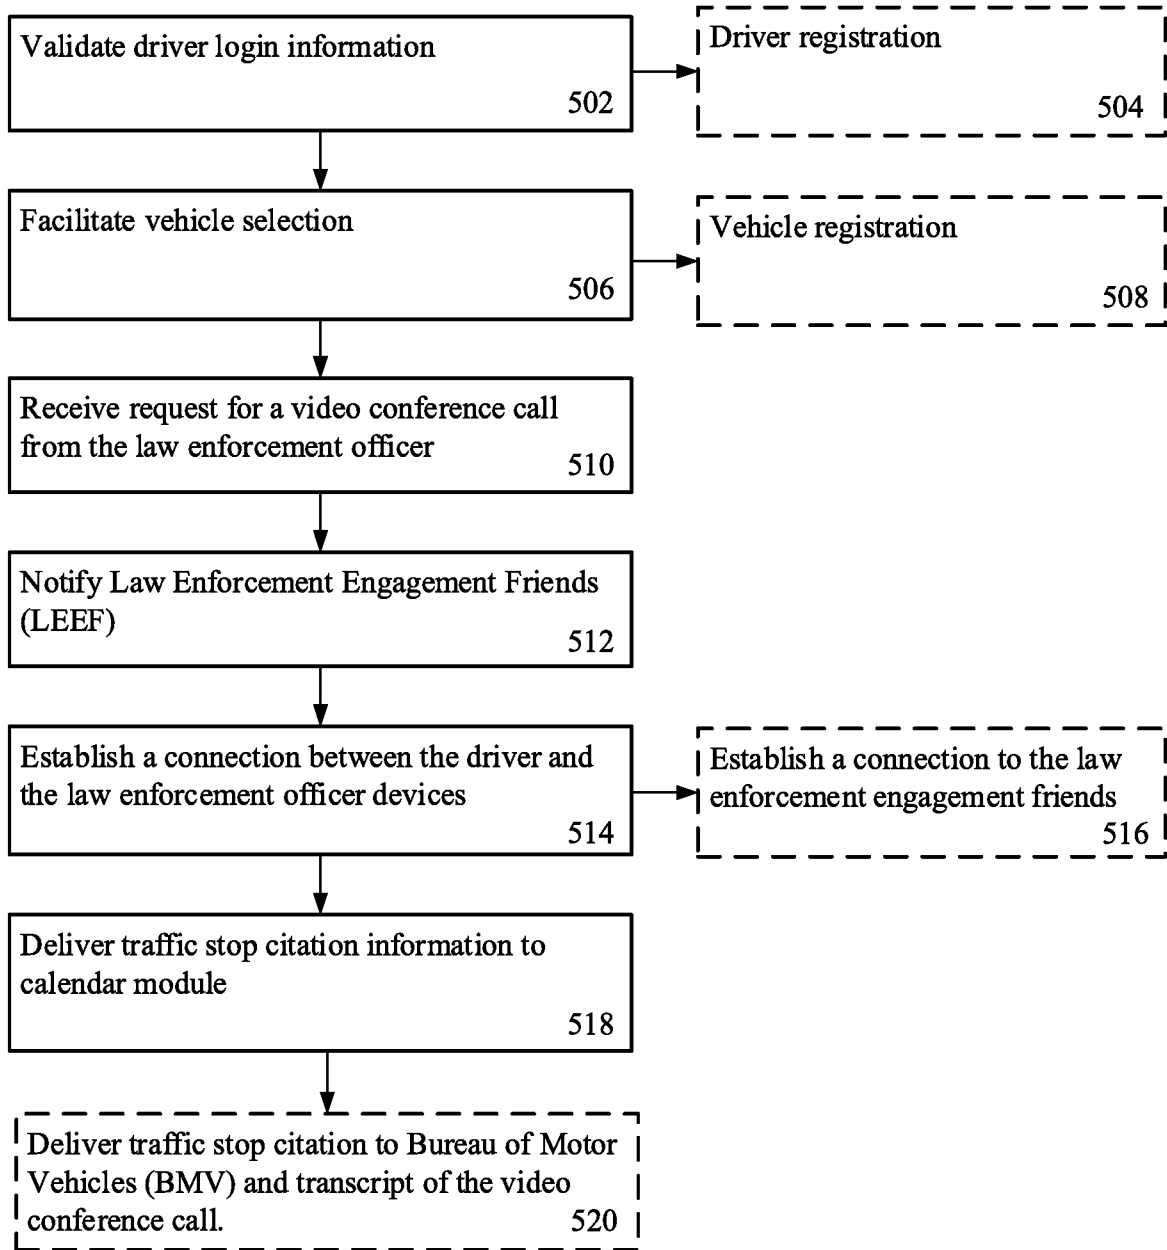 Validate driver login information
502
Driver registration
504
Facilitate vehicle selection
506
Vehicle registration
508
Receive request for a video conference call
from the law enforcement officer
510
Notify Law Enforcement Engagement Friends
(LEEF)
512
Establish a connection between the driver and
the law enforcement officer devices
514
Establish a connection to the law
enforcement engagement friends
516
Deliver traffic stop citation information to
calendar module
518
Deliver traffic stop citation to Bureau of Motor
Vehicles (BMV) and transcript of the video
conference call.
520